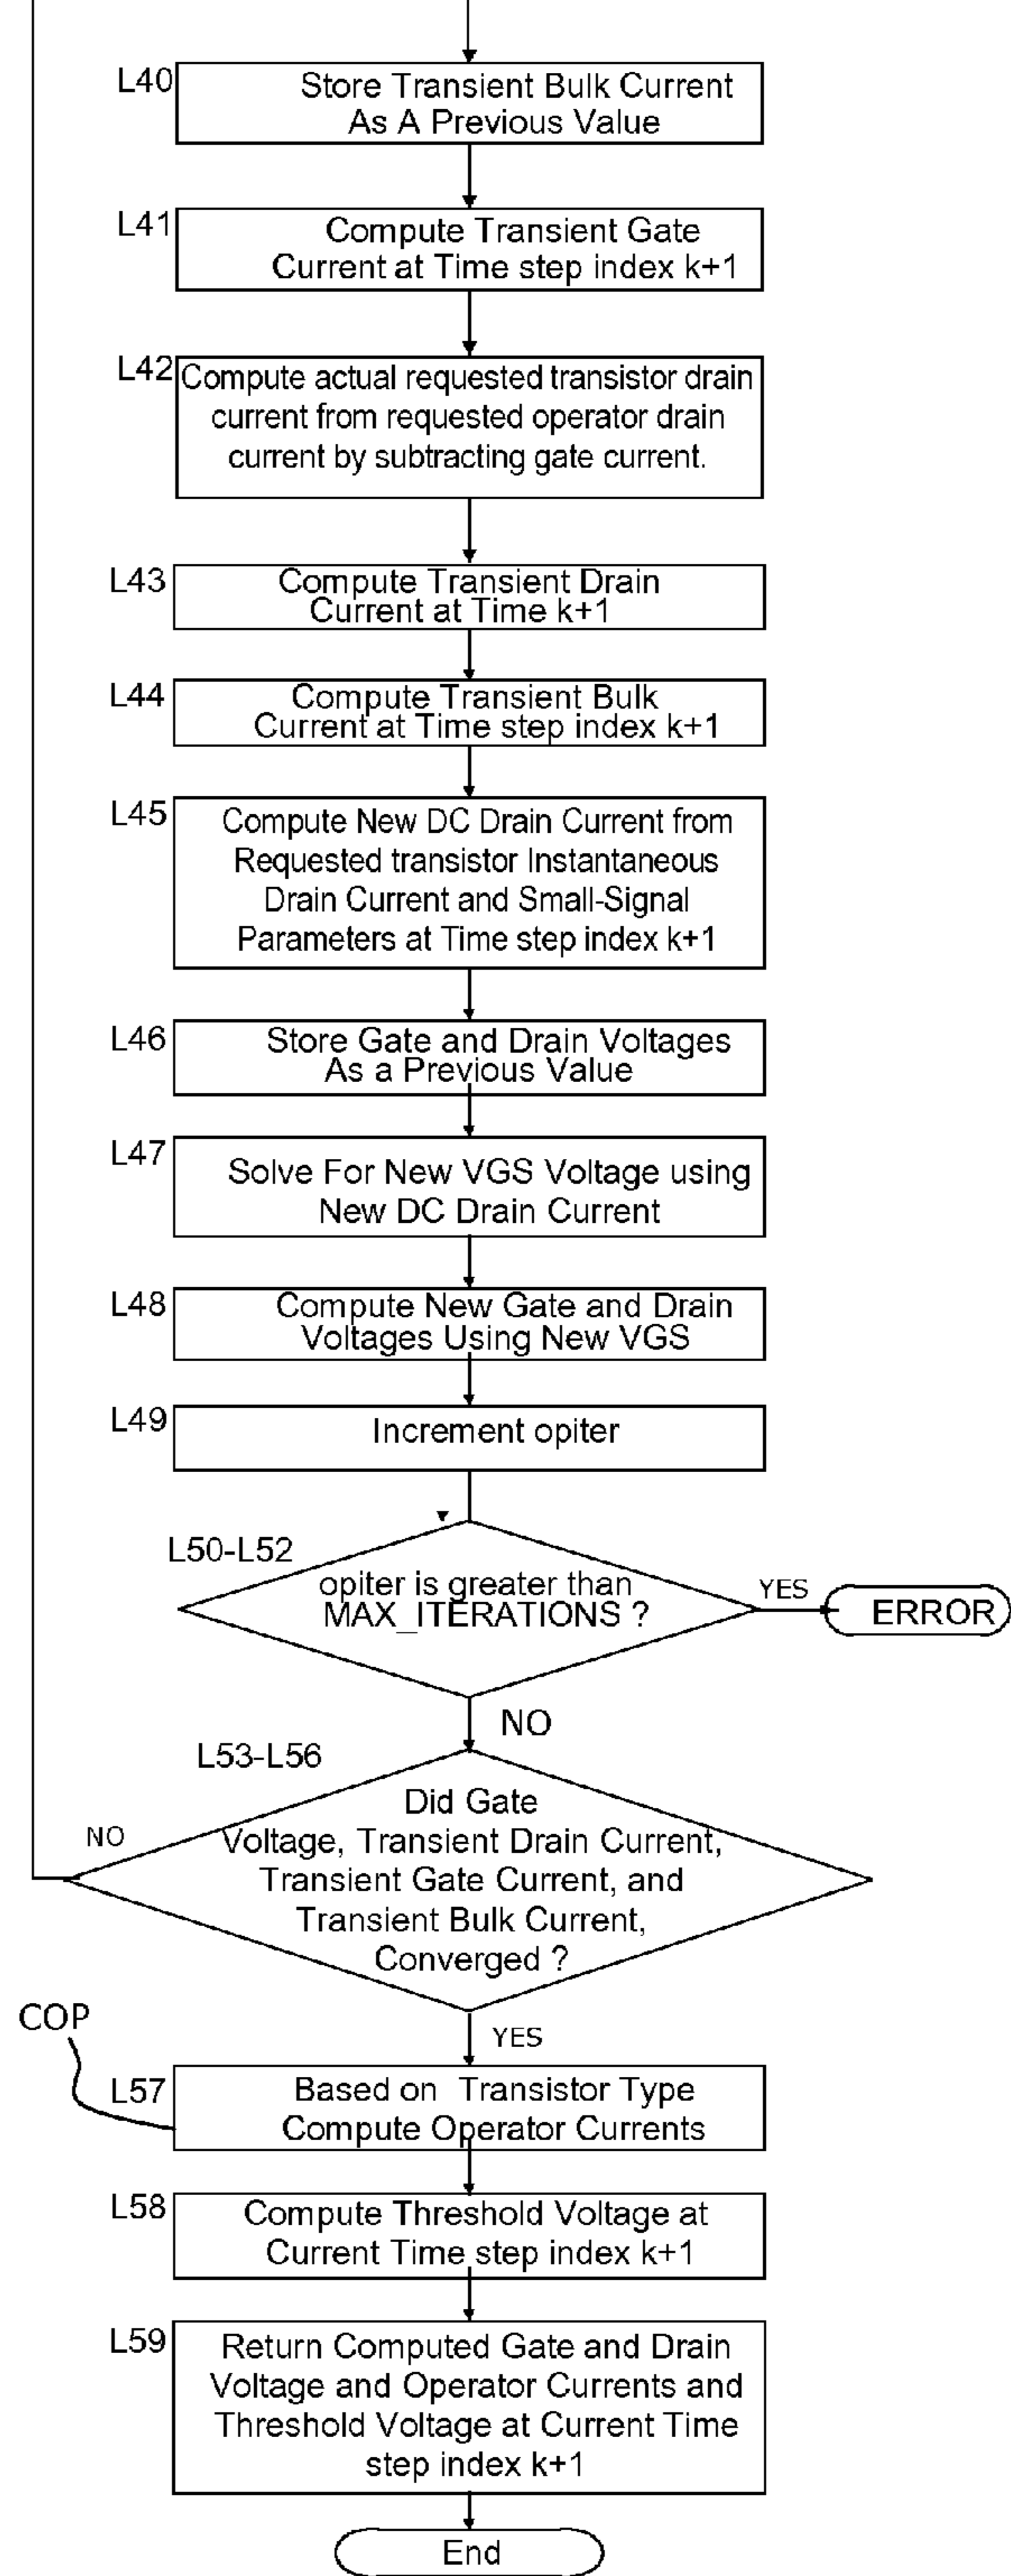 L40
Store Transient Bulk Current
As A Previous Value
L41
Compute Transient Gate
Current at Time step index k+1
L42
Compute actual requested transistor drain
current from requested operator drain
current by subtracting gate current.
L43
Compute Transient Drain
Current at Time k+1
L44
Compute Transient Bulk
Current at Time step index k+1
L45
Compute New DC Drain Current from
Requested transistor Instantaneous
Drain Current and Small-Signal
Parameters at Time step index k+1
L46
Store Gate and Drain Voltages
As a Previous Value
L47
Solve For New VGS Voltage using
New DC Drain Current
L48
Compute New Gate and Drain
Voltages Using New VGS
L49
Increment opiter
L50-L52
opiter is greater than
MAX_ITERATIONS ?
YES
ERROR
NO
L53-L56
Did Gate
Voltage, Transient Drain Current,
Transient Gate Current, and
Transient Bulk Current,
Converged ?
NO
YES
COP
L57
Based on Transistor Type
Compute Operator Currents
L58
Compute Threshold Voltage at
Current Time step index k+1
L59
Return Computed Gate and Drain
Voltage and Operator Currents and
Threshold Voltage at Current Time
step index k+1
End